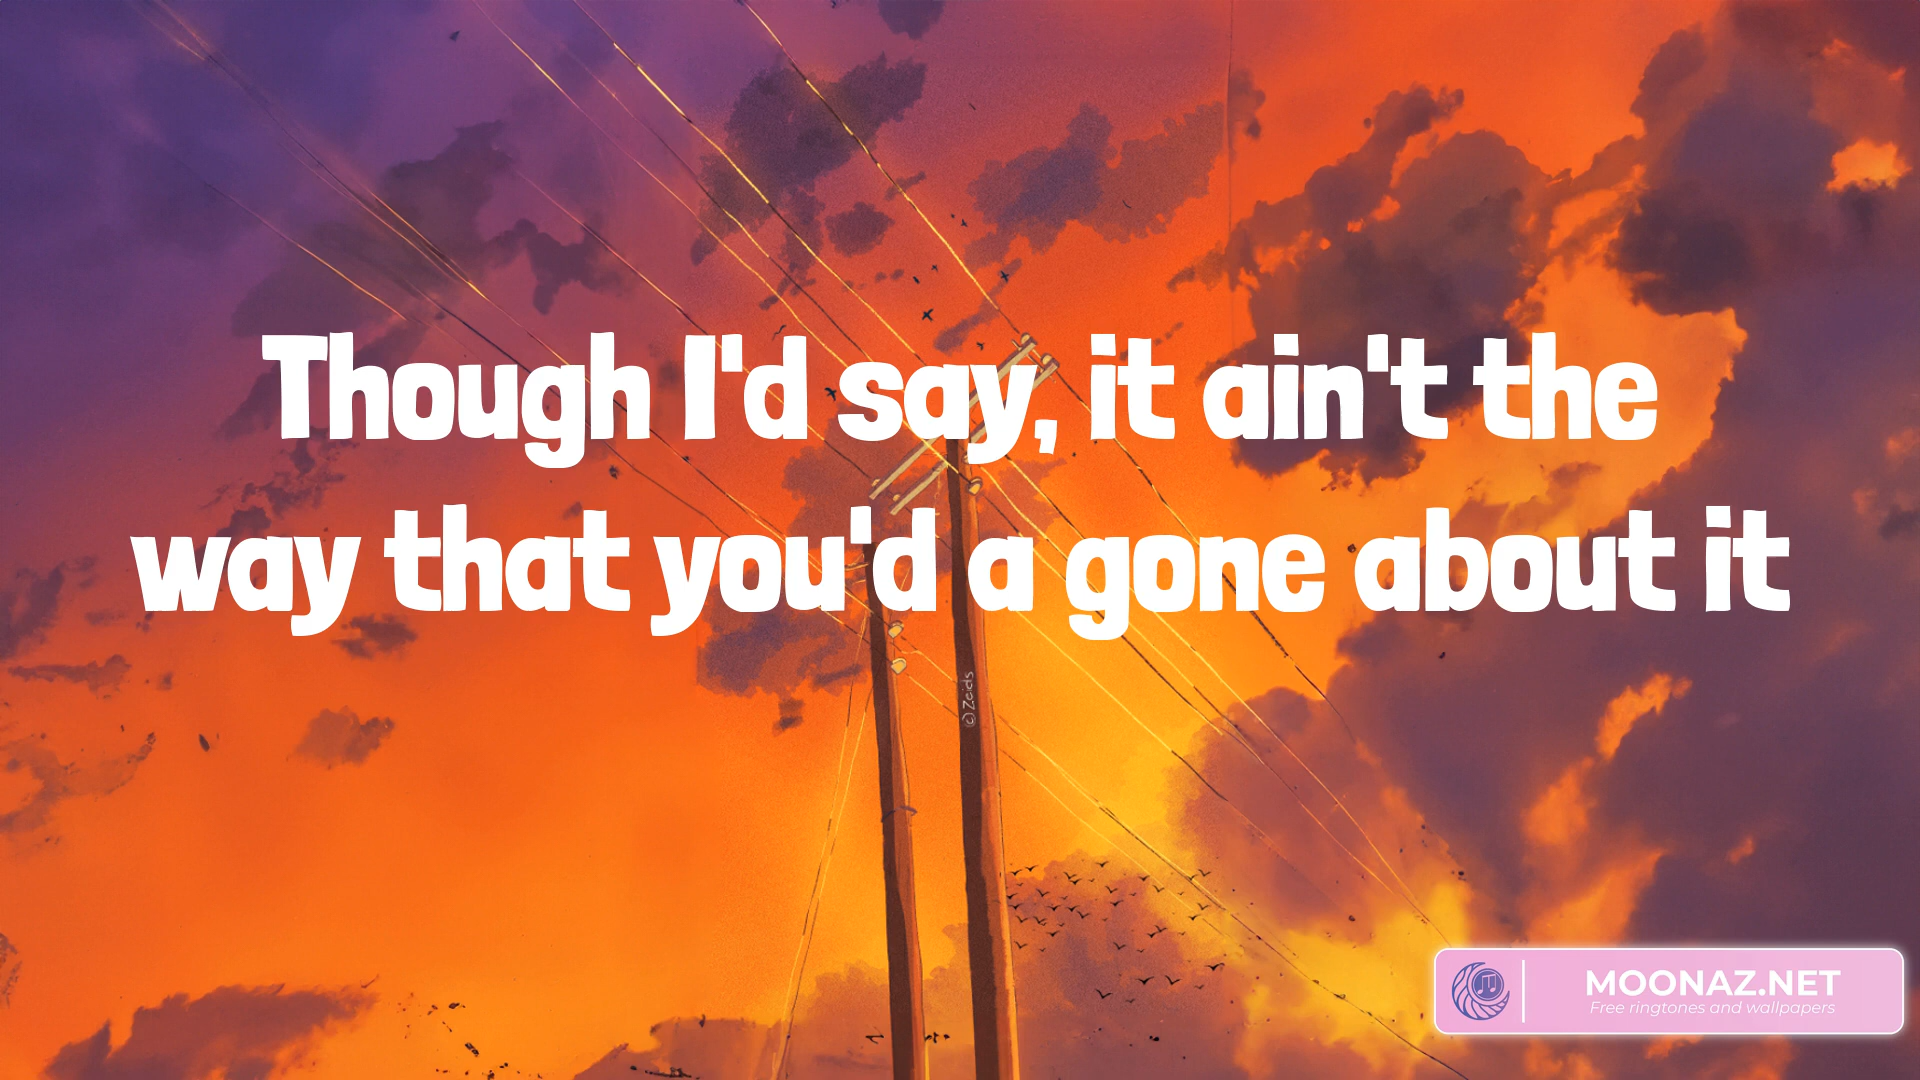 Though I'd say, it ain't the
way that you'd a gone about it
(c) Zeids
MOONAZ.NET
Free ringtones and wallpapers